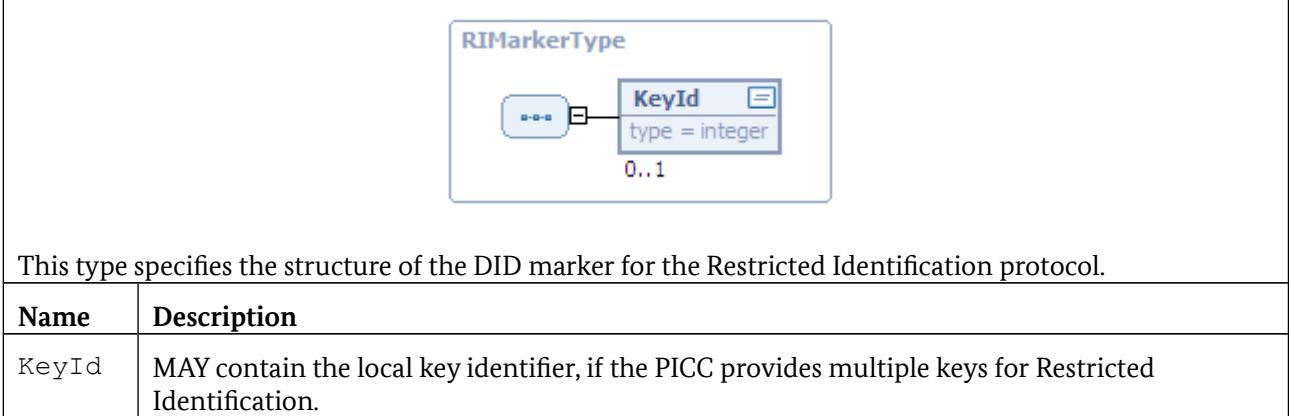 RIMarkerType
KeyId
type = integer
0..1
This type specifies the structure of the DID marker for the Restricted Identification protocol.
Name Description
KeyId MAY contain the local key identifier, if the PICC provides multiple keys for Restricted
Identification.